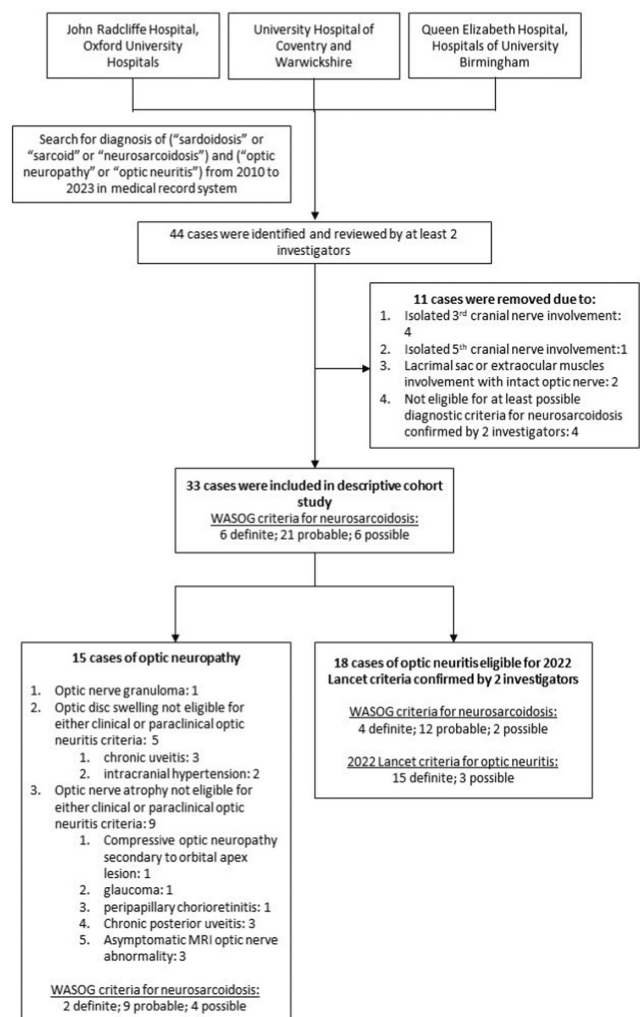 John Radcliffe Hospital,
Oxford University
Hospitals
University Hospital of
Coventry and
Warwickshire
Queen Elizabeth Hospital,
Hospitals of University
Birmingham
Search for diagnosis of (“sardoidosis” or
“sarcoid” or “neurosarcoidosis”) and (“optic
neuropathy” or “optic neuritis”) from 2010 to
2023 in medical record system
44 cases were identified and reviewed by at least 2
investigators
11 cases were removed due to:
1. Isolated 3rd cranial nerve involvement:
4
2. Isolated 5th cranial nerve involvement:1
3. Lacrimal sac or extraocular muscles
involvement with intact optic nerve: 2
4. Not eligible for at least possible
diagnostic criteria for neurosarcoidosis
confirmed by 2 investigators: 4
33 cases were included in descriptive cohort
study
WASOG criteria for neurosarcoidosis:
6 definite; 21 probable; 6 possible
15 cases of optic neuropathy
1. Optic nerve granuloma: 1
2. Optic disc swelling not eligible for
either clinical or paraclinical optic
neuritis criteria: 5
1. chronic uveitis: 3
2. intracranial hypertension: 2
3. Optic nerve atrophy not eligible for
either clinical or paraclinical optic
neuritis criteria: 9
1. Compressive optic neuropathy
secondary to orbital apex
lesion: 1
2. glaucoma: 1
3. peripapillary chorioretinitis: 1
4. Chronic posterior uveitis: 3
5. Asymptomatic MRI optic nerve
abnormality: 3
WASOG criteria for neurosarcoidosis:
2 definite; 9 probable; 4 possible
18 cases of optic neuritis eligible for 2022
Lancet criteria confirmed by 2 investigators
WASOG criteria for neurosarcoidosis:
4 definite; 12 probable; 2 possible
2022 Lancet criteria for optic neuritis:
15 definite; 3 possible